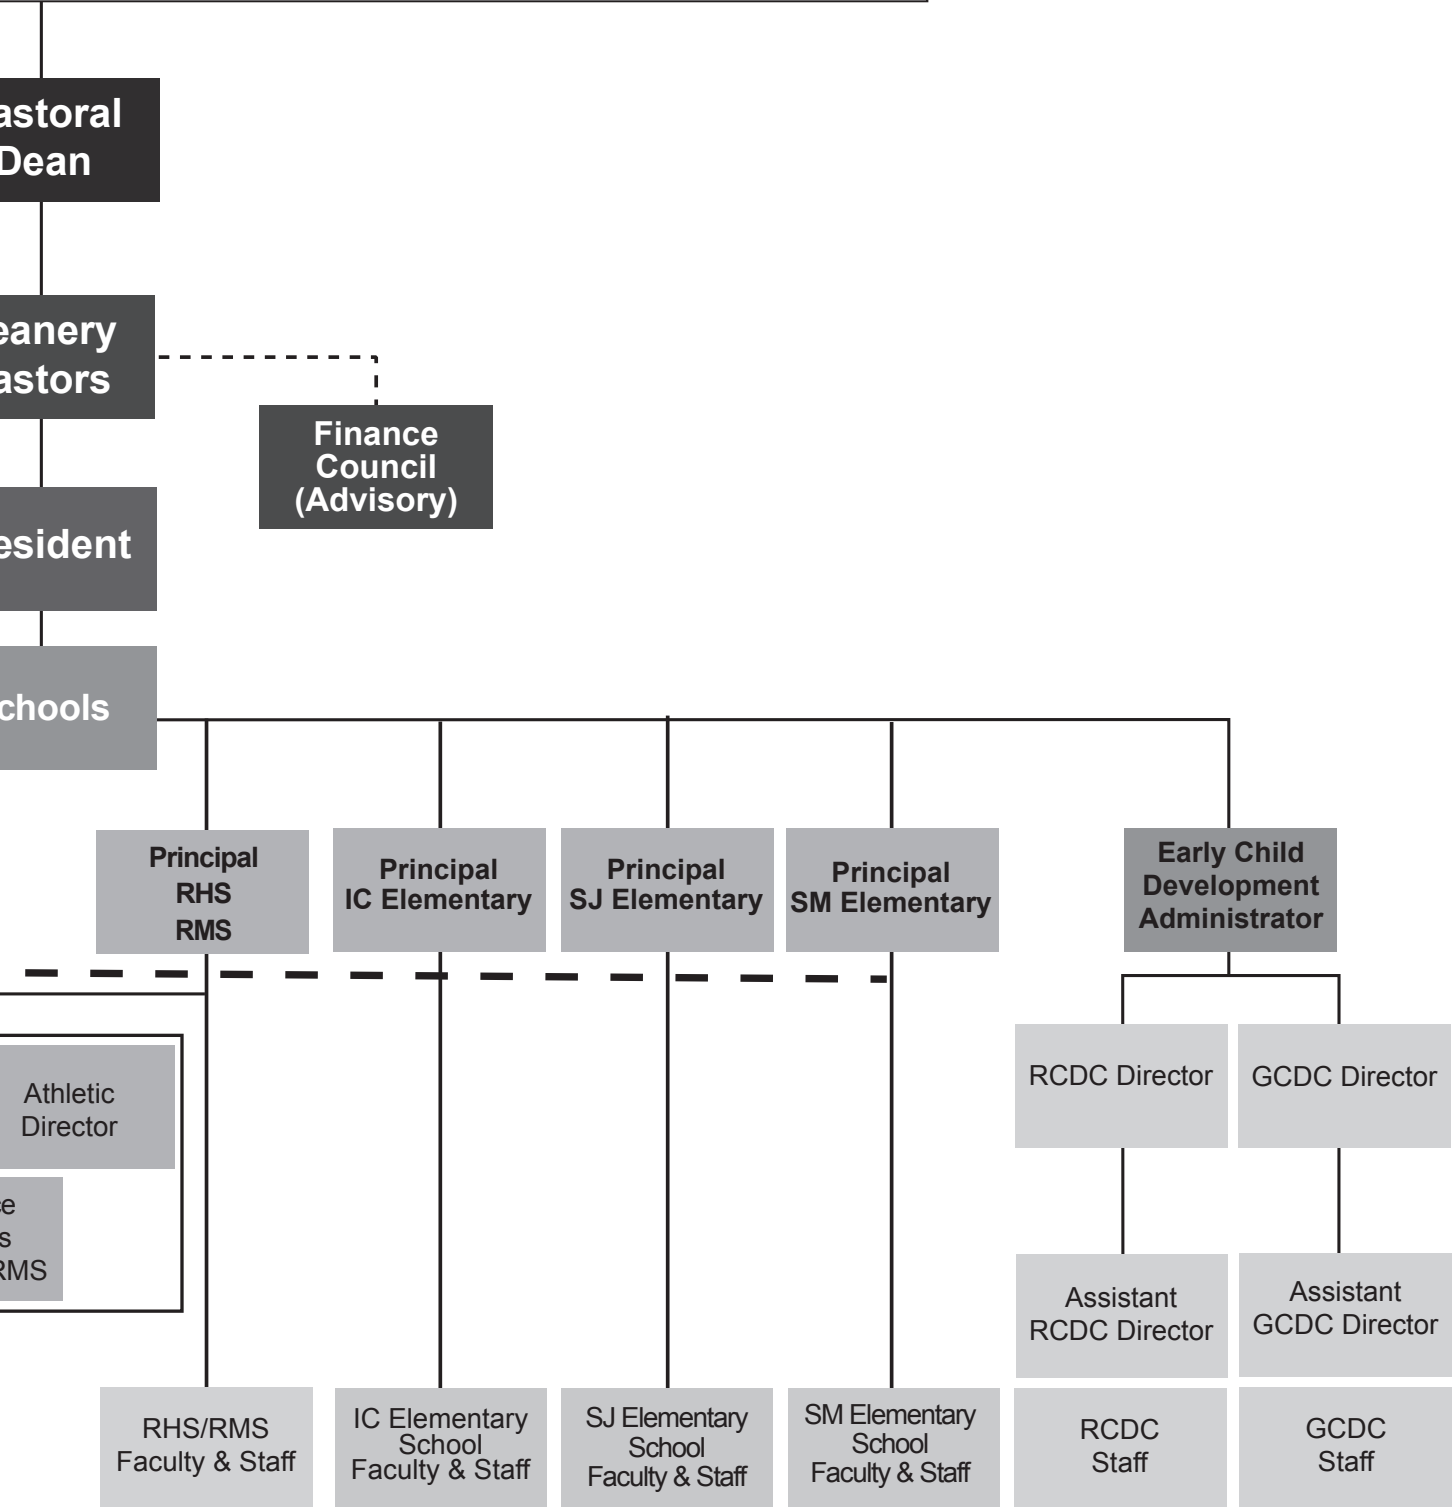 astoral
Dean
eanery
astors
Finance
Council
(Advisory)
esident
chools
Principal
RHS
RMS
Principal
IC Elementary
Principal
SJ Elementary
Principal
SM Elementary
Early Child
Development
Administrator
Athletic
Director
ce
s
RMS
RCDC Director
GCDC Director
Assistant
RCDC Director
Assistant
GCDC Director
RHS/RMS
Faculty & Staff
IC Elementary
School
Faculty & Staff
SJ Elementary
School
Faculty & Staff
SM Elementary
School
Faculty & Staff
RCDC
Staff
GCDC
Staff